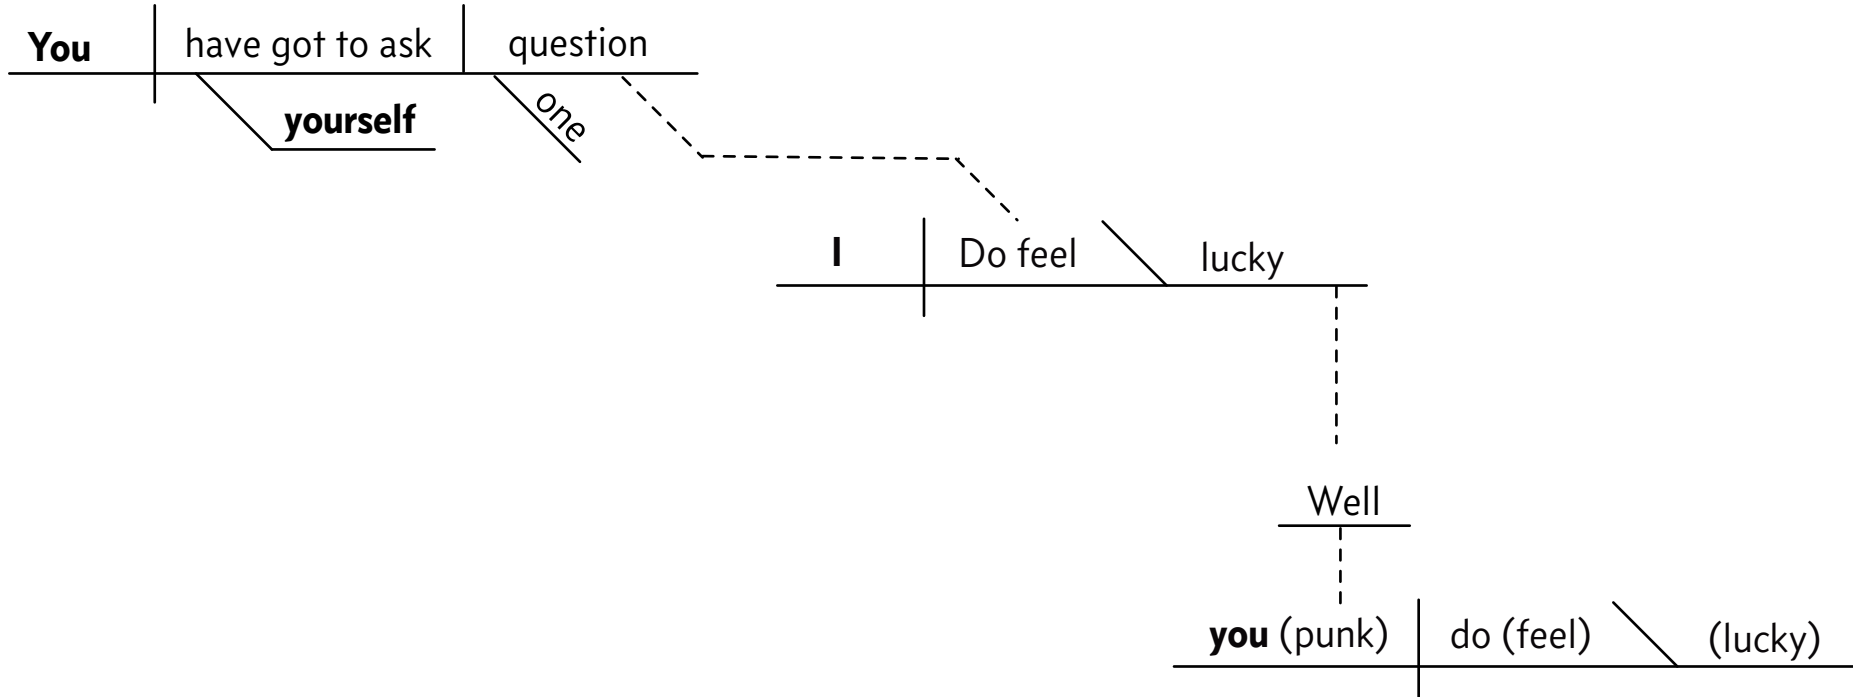 You have got to ask question
yourself
one
I Do feel lucky
Well
you (punk) do (feel) (lucky)